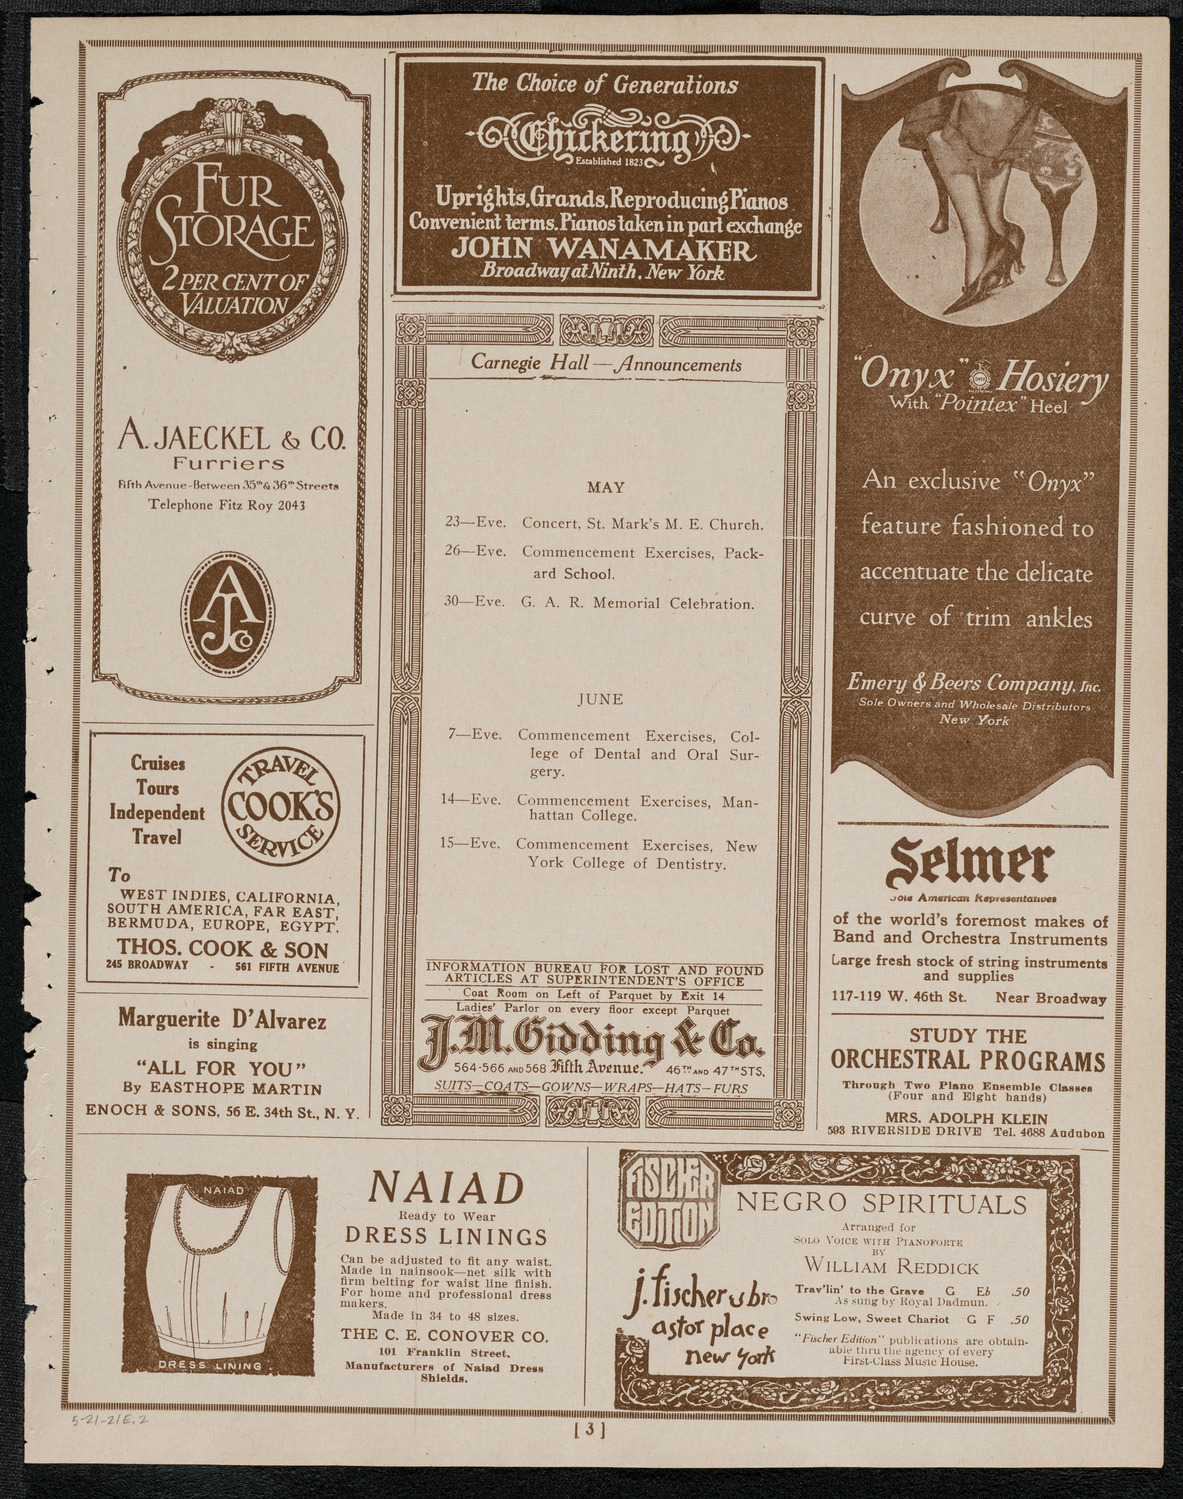 FUR
STORAGE
2 PER CENT OF
VALUATION
A. JAECKEL & CO.
Furriers
Fifth Avenue-Between 35th & 36th Streets
Telephone Fitz Roy 2043
A
J
Co
Cruises
Tours
Independent
Travel
TRAVEL
COOK'S
SERVICE
To
WEST INDIES, CALIFORNIA,
SOUTH AMERICA, FAR EAST,
BERMUDA, EUROPE, EGYPT.
THOS. COOK & SON
245 BROADWAY - 561 FIFTH AVENUE
Marguerite D'Alvarez
is singing
"ALL FOR YOU"
By EASTHOPE MARTIN
ENOCH & SONS, 56 E. 34th St., N. Y.
The Choice of Generations
Chickering
Established 1823
Uprights, Grands, Reproducing Pianos
Convenient terms. Pianos taken in part exchange
JOHN WANAMAKER
Broadway at Ninth, New York
Carnegie Hall — Announcements
MAY
23—Eve. Concert, St. Mark's M. E. Church.
26—Eve. Commencement Exercises, Pack-
ard School.
30—Eve. G. A. R. Memorial Celebration.
JUNE
7—Eve. Commencement Exercises, Col-
lege of Dental and Oral Sur-
gery.
14—Eve. Commencement Exercises, Man-
hattan College.
15—Eve. Commencement Exercises, New
York College of Dentistry.
INFORMATION BUREAU FOR LOST AND FOUND
ARTICLES AT SUPERINTENDENT'S OFFICE
Coat Room on Left of Parquet by Exit 14
Ladies' Parlor on every floor except Parquet
J. M. Gidding & Co.
564-566 AND 568 Fifth Avenue. 46TH AND 47TH STS.
SUITS—COATS—GOWNS—WRAPS—HATS—FURS
"Onyx" Hosiery
With "Pointex" Heel
An exclusive "Onyx"
feature fashioned to
accentuate the delicate
curve of trim ankles
Emery & Beers Company, Inc.
Sole Owners and Wholesale Distributors
New York
Selmer
Sole American Representatives
of the world's foremost makes of
Band and Orchestra Instruments
Large fresh stock of string instruments
and supplies
117-119 W. 46th St. Near Broadway
STUDY THE
ORCHESTRAL PROGRAMS
Through Two Piano Ensemble Classes
(Four and Eight hands)
MRS. ADOLPH KLEIN
593 RIVERSIDE DRIVE Tel. 4688 Audubon
NAIAD
DRESS LINING
NAIAD
Ready to Wear
DRESS LININGS
Can be adjusted to fit any waist.
Made in nainsook—net silk with
firm belting for waist line finish.
For home and professional dress
makers.
Made in 34 to 48 sizes.
THE C. E. CONOVER CO.
101 Franklin Street.
Manufacturers of Naiad Dress
Shields.
FISCHER
EDITION
j. fischer & bro
astor place
new york
NEGRO SPIRITUALS
Arranged for
SOLO VOICE WITH PIANOFORTE
BY
WILLIAM REDDICK
Trav'lin' to the Grave G Eb .50
As sung by Royal Dadmun.
Swing Low, Sweet Chariot G F .50
"Fischer Edition" publications are obtain-
able thru the agency of every
First-Class Music House.
5-21-21E.2
[3]